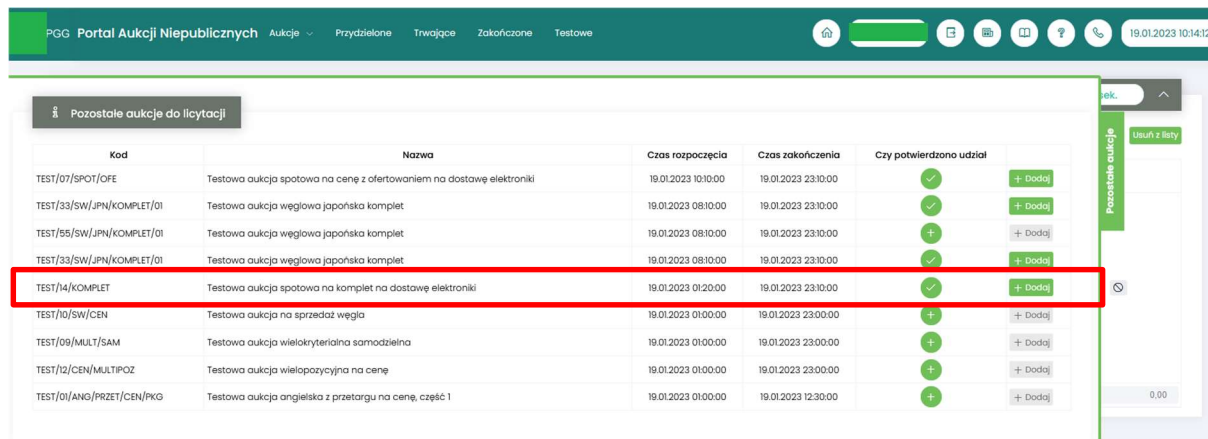 PGG Portal Aukcji Niepublicznych Aukcje Przydzielone Trwające Zakończone Testowe 19.01.2023 10:14:12
sek.
Pozostałe aukcje do licytacji
Usuń z listy
Pozostałe aukcje
Kod Nazwa Czas rozpoczęcia Czas zakończenia Czy potwierdzono udział
TEST/07/SPOT/OFE Testowa aukcja spotowa na cenę z ofertowaniem na dostawę elektroniki 19.01.2023 10:10:00 19.01.2023 23:10:00 + Dodaj
TEST/33/SW/JPN/KOMPLET/01 Testowa aukcja węglowa japońska komplet 19.01.2023 08:10:00 19.01.2023 23:10:00 + Dodaj
TEST/55/SW/JPN/KOMPLET/01 Testowa aukcja węglowa japońska komplet 19.01.2023 08:10:00 19.01.2023 23:10:00 + Dodaj
TEST/33/SW/JPN/KOMPLET/01 Testowa aukcja węglowa japońska komplet 19.01.2023 08:10:00 19.01.2023 23:10:00 + Dodaj
TEST/14/KOMPLET Testowa aukcja spotowa na komplet na dostawę elektroniki 19.01.2023 01:20:00 19.01.2023 23:10:00 + Dodaj
TEST/10/SW/CEN Testowa aukcja na sprzedaż węgla 19.01.2023 01:00:00 19.01.2023 23:00:00 + Dodaj
TEST/09/MULT/SAM Testowa aukcja wielokryterialna samodzielna 19.01.2023 01:00:00 19.01.2023 23:00:00 + Dodaj
TEST/12/CEN/MULTIPOZ Testowa aukcja wielopozycyjna na cenę 19.01.2023 01:00:00 19.01.2023 23:00:00 + Dodaj
TEST/01/ANG/PRZET/CEN/PKG Testowa aukcja angielska z przetargu na cenę, część 1 19.01.2023 01:00:00 19.01.2023 12:30:00 + Dodaj
0,00